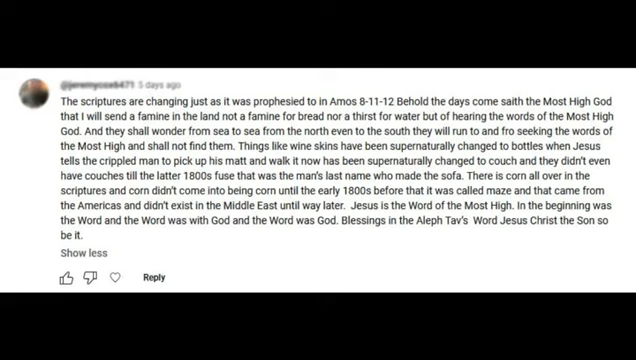 5 days ago
The scriptures are changing just as it was prophesied to in Amos 8-11-12 Behold the days come saith the Most High God
that I will send a famine in the land not a famine for bread nor a thirst for water but of hearing the words of the Most High
God. And they shall wonder from sea to sea from the north even to the south they will run to and fro seeking the words of
the Most High and shall not find them. Things like wine skins have been supernaturally changed to bottles when Jesus
tells the crippled man to pick up his matt and walk it now has been supernaturally changed to couch and they didn't even
have couches till the latter 1800s fuse that was the man's last name who made the sofa. There is corn all over in the
scriptures and corn didn't come into being corn until the early 1800s before that it was called maze and that came from
the Americas and didn't exist in the Middle East until way later. Jesus is the Word of the Most High. In the beginning was
the Word and the Word was with God and the Word was God. Blessings in the Aleph Tav's Word Jesus Christ the Son so
be it.
Show less
Reply